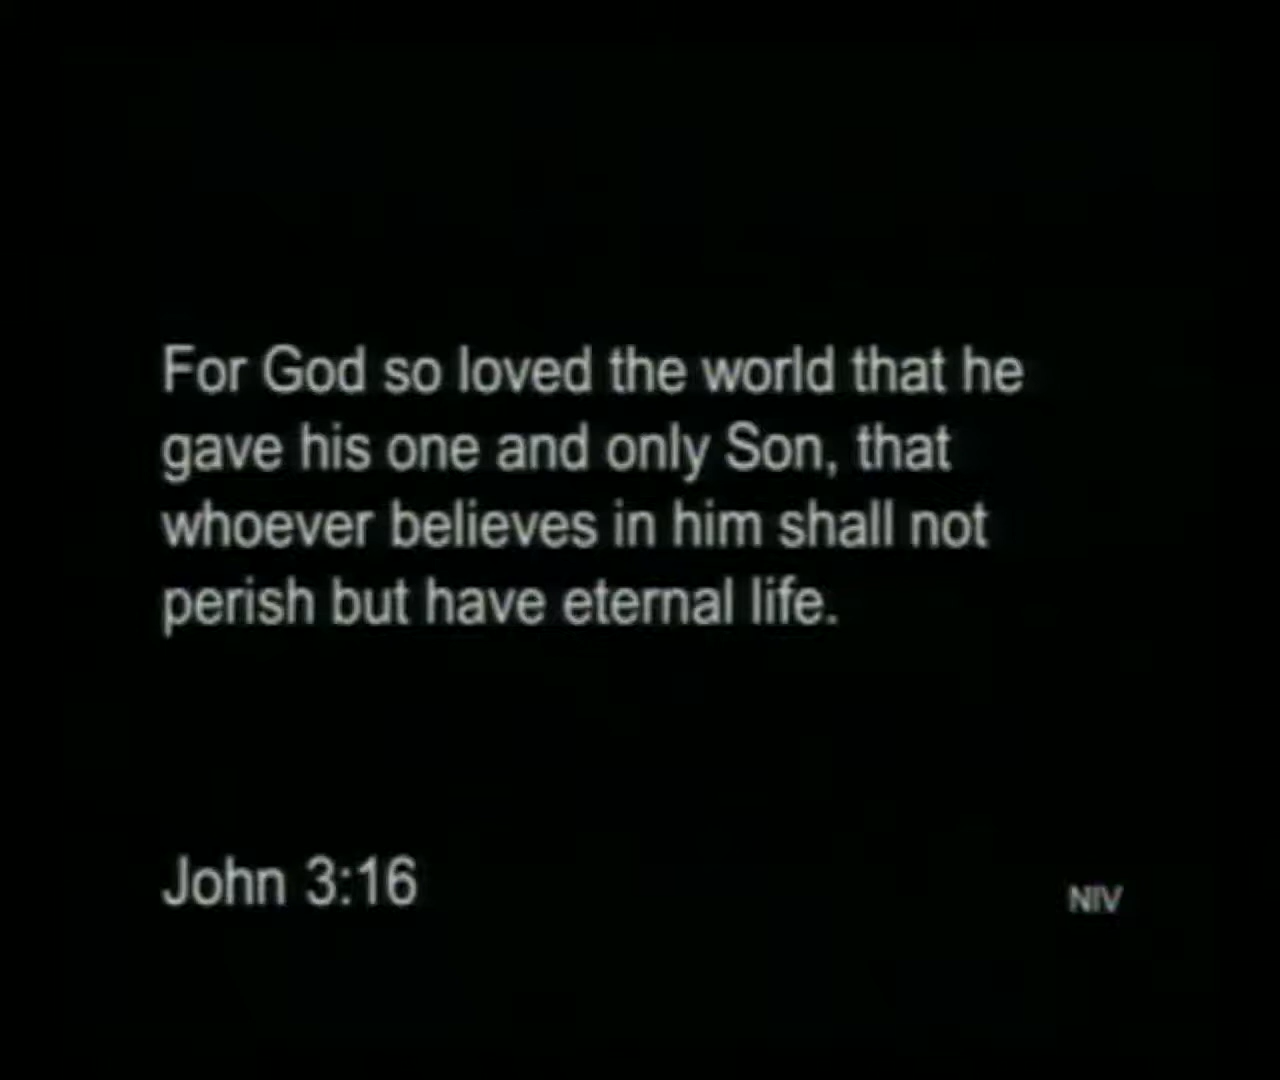 For God so loved the world that he
gave his one and only Son, that
whoever believes in him shall not
perish but have eternal life.
John 3:16
NIV